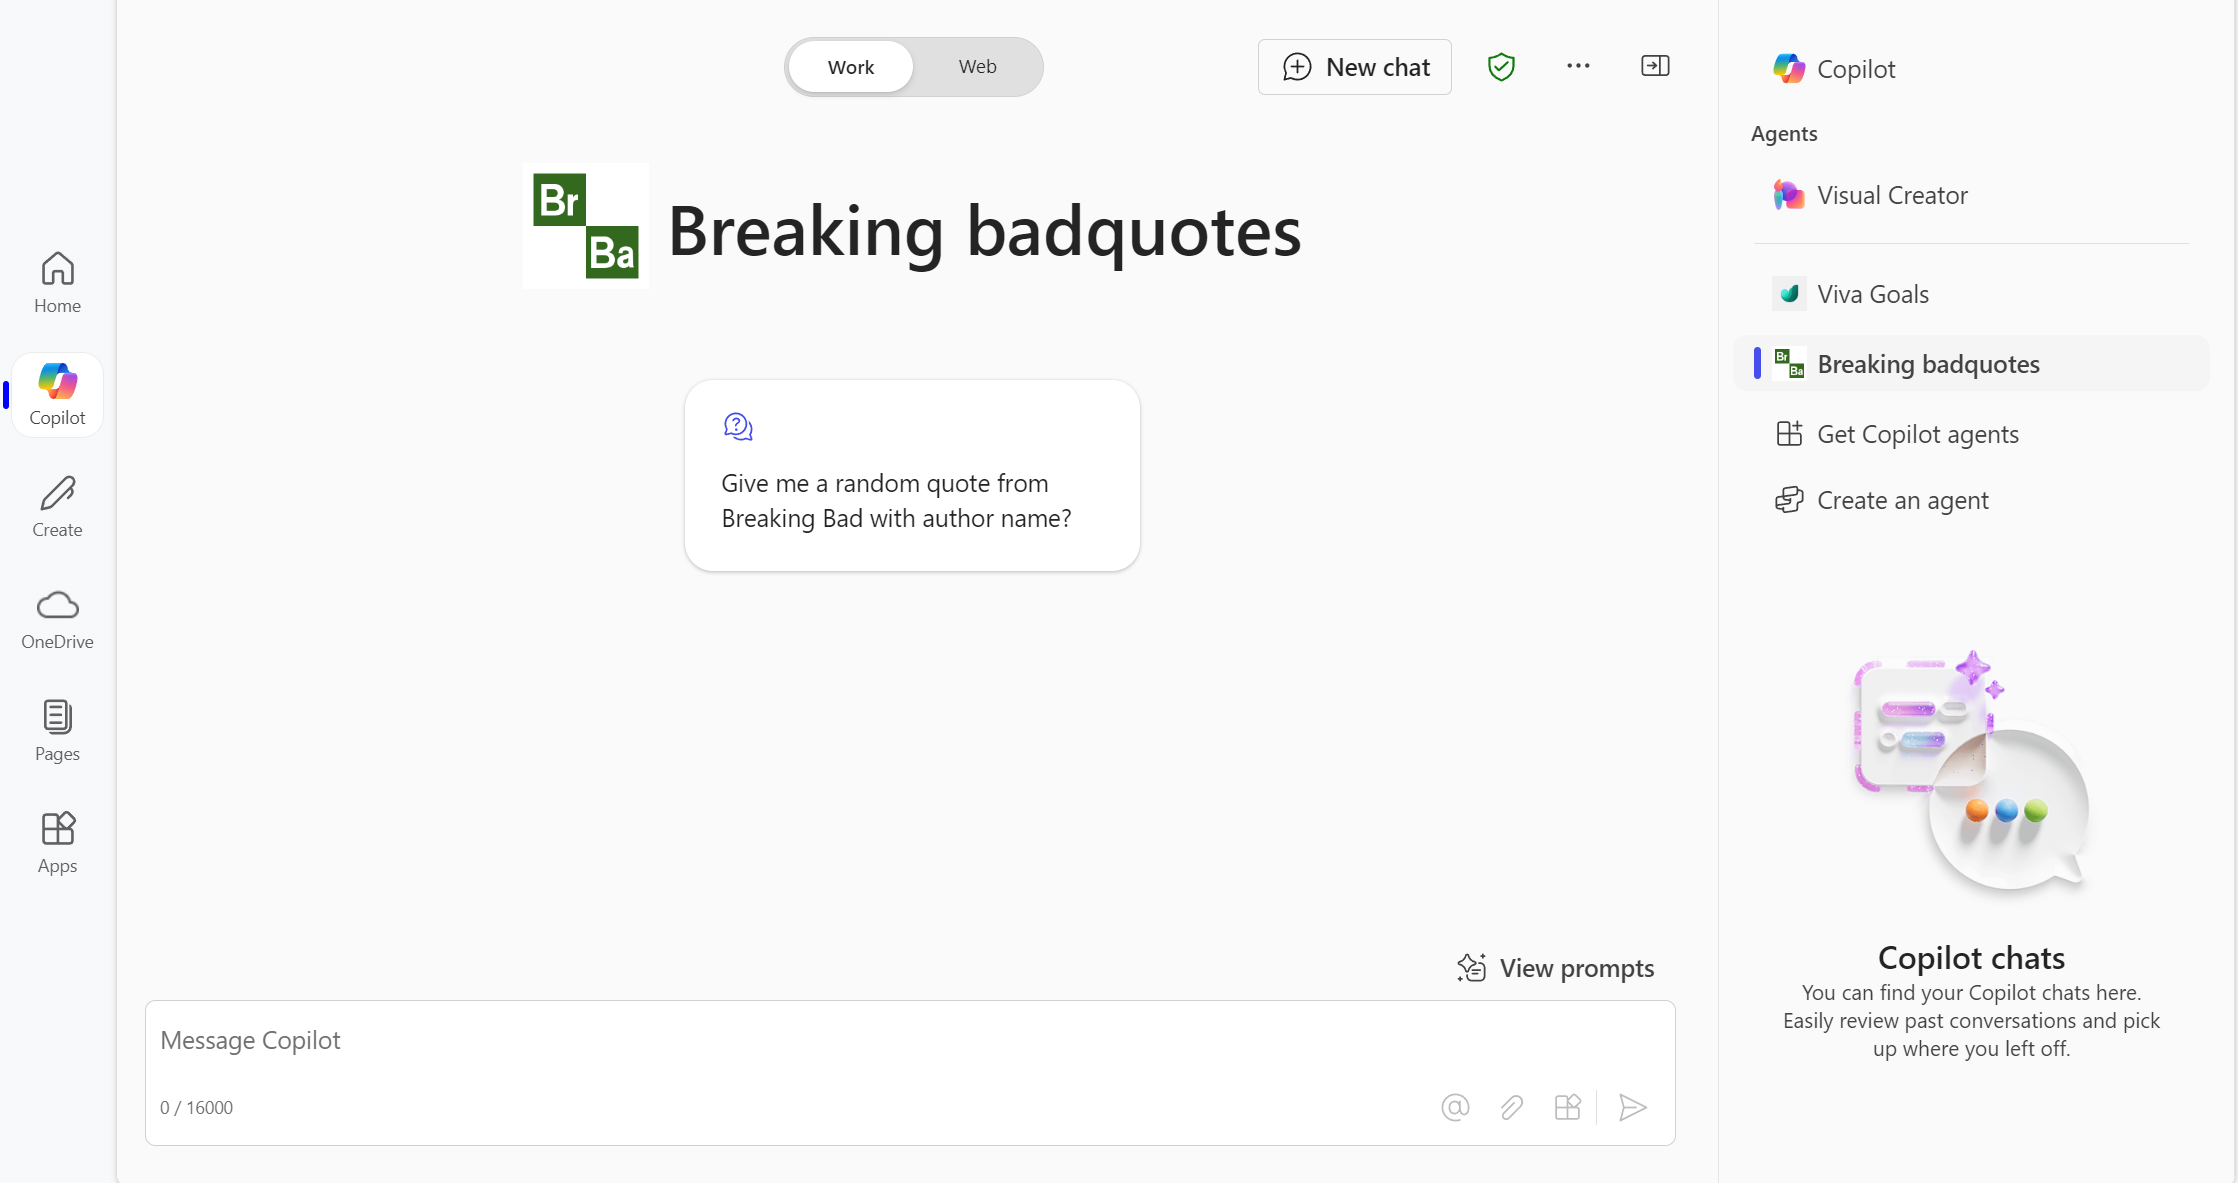 Home
Copilot
Create
OneDrive
Pages
Apps
Work
Web
New chat
Br
Ba
Breaking badquotes
Give me a random quote from
Breaking Bad with author name?
View prompts
Message Copilot
0 / 16000
Copilot
Agents
Visual Creator
Viva Goals
Br
Ba
Breaking badquotes
Get Copilot agents
Create an agent
Copilot chats
You can find your Copilot chats here.
Easily review past conversations and pick
up where you left off.